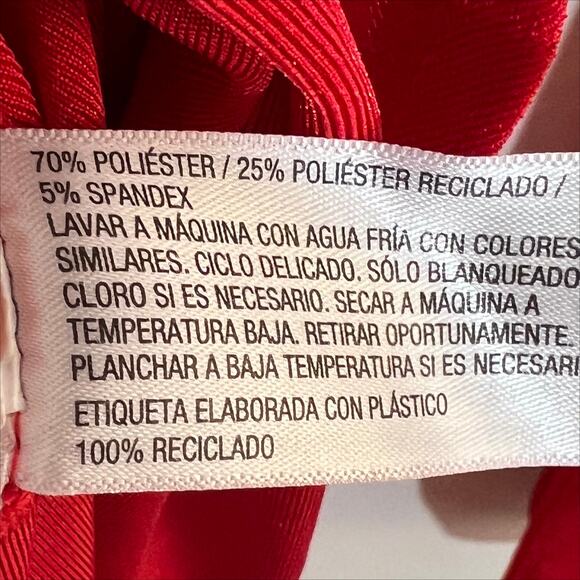 70% POLIÉSTER / 25% POLIÉSTER RECICLADO /
5% SPANDEX
LAVAR A MÁQUINA CON AGUA FRÍA CON COLORES
SIMILARES. CICLO DELICADO. SÓLO BLANQUEADO
CLORO SI ES NECESARIO. SECAR A MÁQUINA A
TEMPERATURA BAJA. RETIRAR OPORTUNAMENTE.
PLANCHAR A BAJA TEMPERATURA SI ES NECESARI
ETIQUETA ELABORADA CON PLÁSTICO
100% RECICLADO